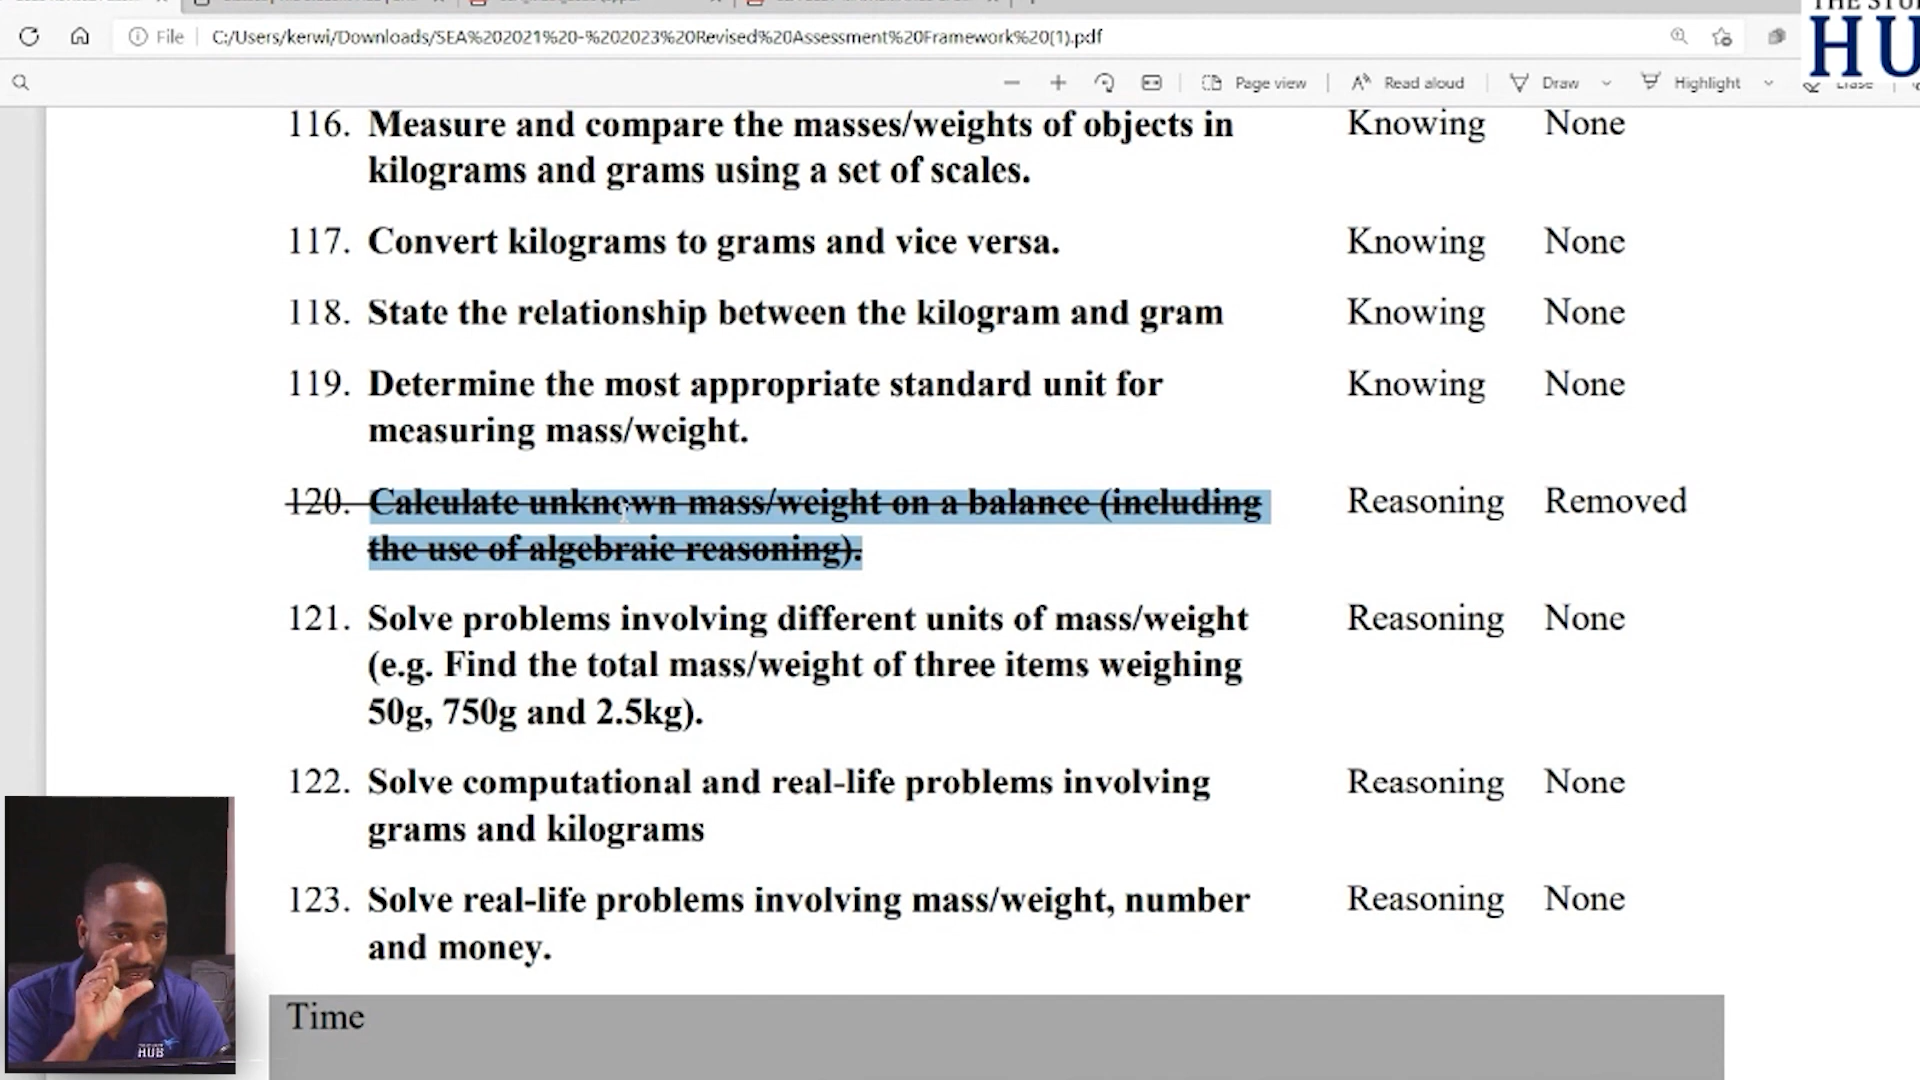 THE STU
HU
File C:/Users/kerwi/Downloads/SEA%202021%20-%202023%20Revised%20Assessment%20Framework%20(1).pdf
Page view Read aloud Draw Highlight Erase
116. Measure and compare the masses/weights of objects in Knowing None
kilograms and grams using a set of scales.
117. Convert kilograms to grams and vice versa. Knowing None
118. State the relationship between the kilogram and gram Knowing None
119. Determine the most appropriate standard unit for Knowing None
measuring mass/weight.
120. Calculate unknown mass/weight on a balance (including Reasoning Removed
the use of algebraic reasoning).
121. Solve problems involving different units of mass/weight Reasoning None
(e.g. Find the total mass/weight of three items weighing
50g, 750g and 2.5kg).
122. Solve computational and real-life problems involving Reasoning None
grams and kilograms
123. Solve real-life problems involving mass/weight, number Reasoning None
and money.
Time
HUB